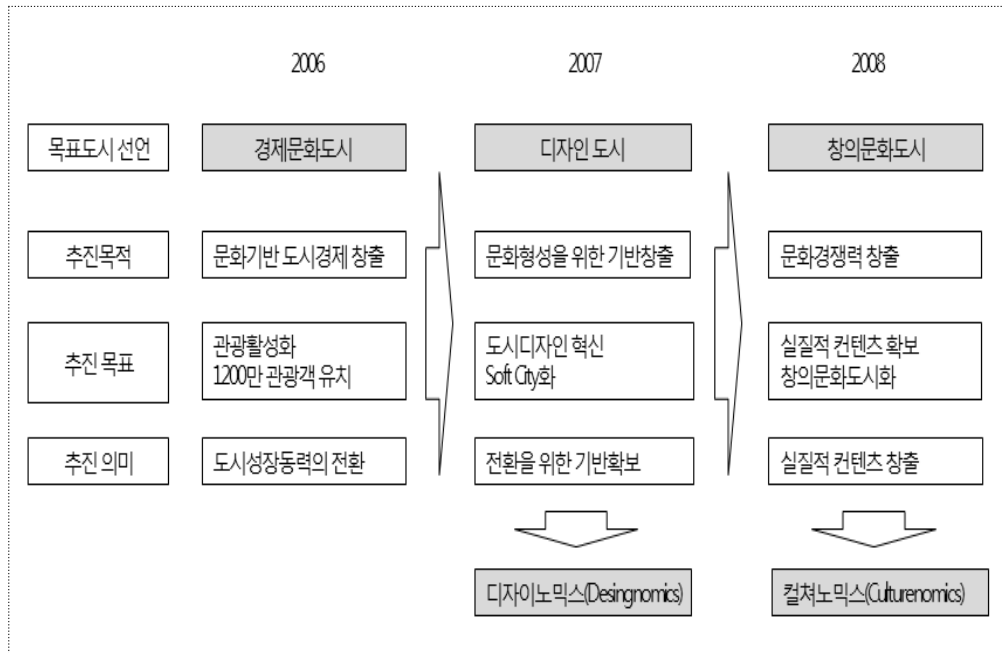 2006 2007 2008
목표도시 선언 경제문화도시 디자인 도시 창의문화도시
추진목적 문화기반 도시경제 창출 문화형성을 위한 기반창출 문화경쟁력 창출
추진 목표 관광활성화 도시디자인 혁신 실질적 컨텐츠 확보
1200만 관광객 유치 Soft City화 창의문화도시화
추진 의미 도시성장동력의 전환 전환을 위한 기반확보 실질적 컨텐츠 창출
디자이노믹스(Desingnomics) 컬쳐노믹스(Culturenomics)